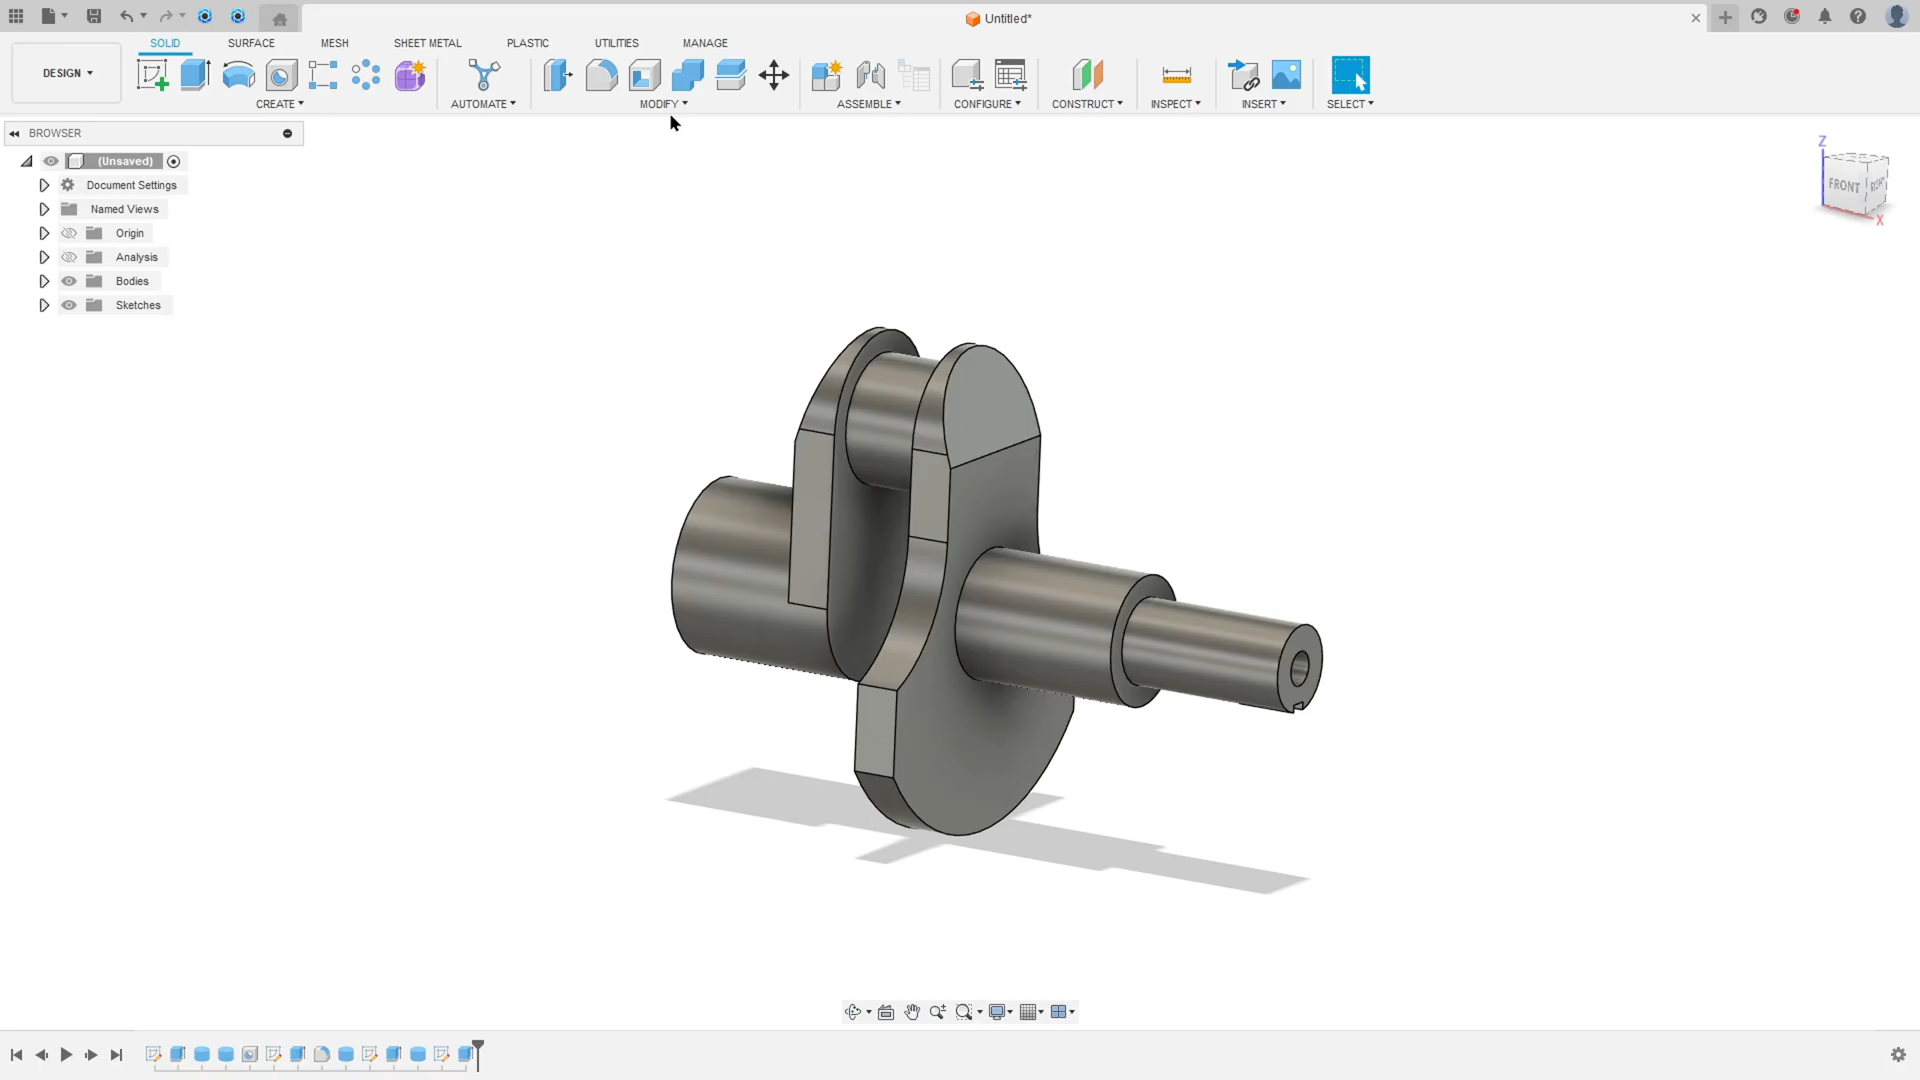 Untitled*
SOLID SURFACE MESH SHEET METAL PLASTIC UTILITIES MANAGE
DESIGN
CREATE AUTOMATE MODIFY ASSEMBLE CONFIGURE CONSTRUCT INSPECT INSERT SELECT
BROWSER
(Unsaved)
Document Settings
Named Views
Origin
Analysis
Bodies
Sketches
Z
FRONT RIGHT
X